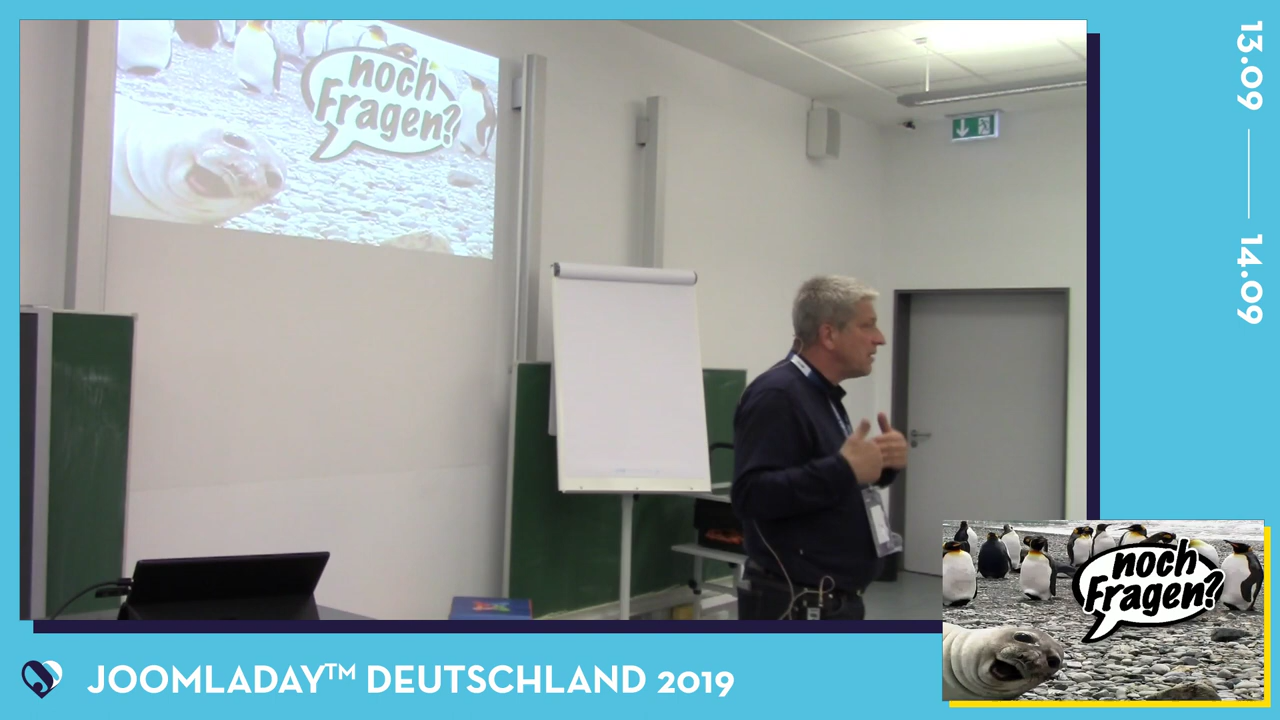 noch
Fragen?
13.09
14.09
noch
Fragen?
JOOMLADAY™ DEUTSCHLAND 2019